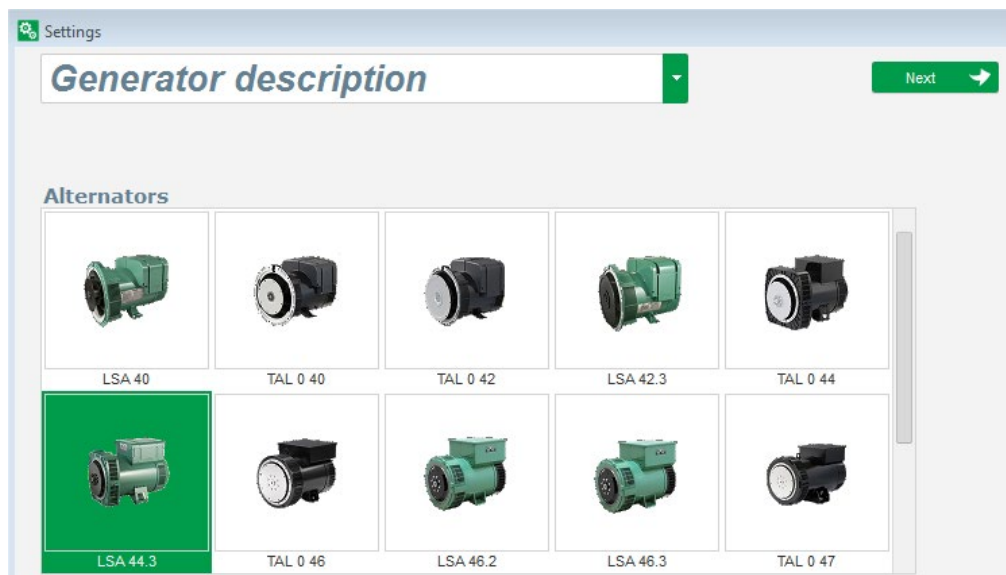 Settings
Generator description
Next
Alternators
LSA 40
TAL 0 40
TAL 0 42
LSA 42.3
TAL 0 44
LSA 44.3
TAL 0 46
LSA 46.2
LSA 46.3
TAL 0 47